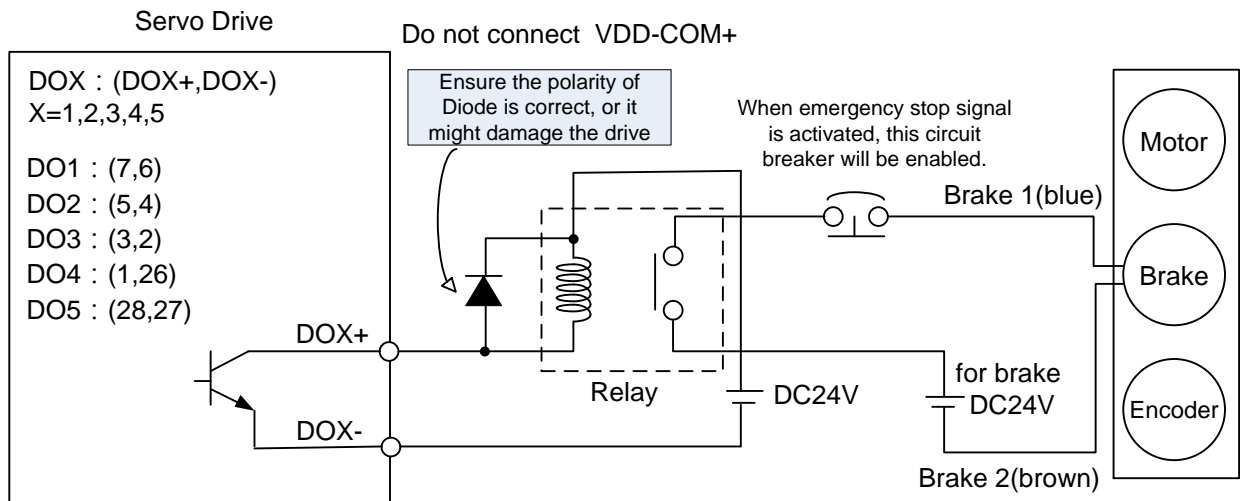 Servo Drive
Do not connect VDD-COM+
DOX : (DOX+,DOX-)
X=1,2,3,4,5
DO1 : (7,6)
DO2 : (5,4)
DO3 : (3,2)
DO4 : (1,26)
DO5 : (28,27)
Ensure the polarity of
Diode is correct, or it
might damage the drive
When emergency stop signal
is activated, this circuit
breaker will be enabled.
Motor
Brake 1(blue)
Brake
DOX+
Relay
DC24V
for brake
DC24V
Encoder
DOX-
Brake 2(brown)